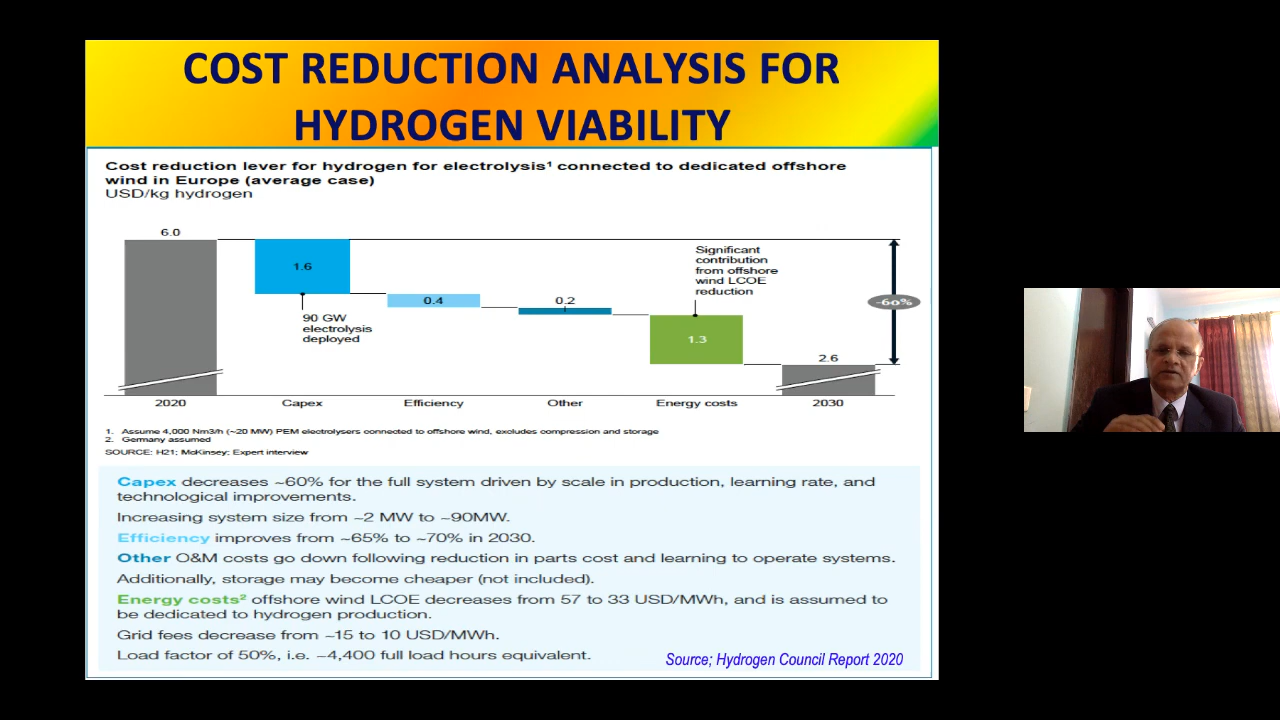 COST REDUCTION ANALYSIS FOR
HYDROGEN VIABILITY
Cost reduction lever for hydrogen for electrolysis¹ connected to dedicated offshore
wind in Europe (average case)
USD/kg hydrogen
6.0
1.6
90 GW
electrolysis
deployed
0.4
0.2
Significant
contribution
from offshore
wind LCOE
reduction
1.3
2.6
-60%
2020
Capex
Efficiency
Other
Energy costs
2030
1. Assume 4,000 Nm3/h (~20 MW) PEM electrolysers connected to offshore wind, excludes compression and storage
2. Germany assumed
SOURCE: H21; McKinsey; Expert interview
Capex decreases ~60% for the full system driven by scale in production, learning rate, and
technological improvements.
Increasing system size from ~2 MW to ~90MW.
Efficiency improves from ~65% to ~70% in 2030.
Other O&M costs go down following reduction in parts cost and learning to operate systems.
Additionally, storage may become cheaper (not included).
Energy costs² offshore wind LCOE decreases from 57 to 33 USD/MWh, and is assumed to
be dedicated to hydrogen production.
Grid fees decrease from ~15 to 10 USD/MWh.
Load factor of 50%, i.e. ~4,400 full load hours equivalent.
Source; Hydrogen Council Report 2020